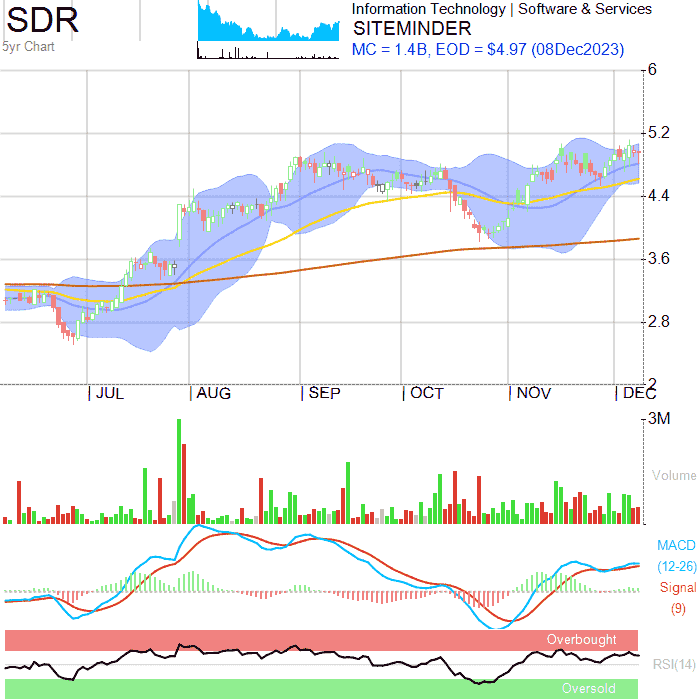 SDR
5yr Chart
Information Technology | Software & Services
SITEMINDER
MC = 1.4B, EOD = $4.97 (08Dec2023)
6
5.2
4.4
3.6
2.8
2
JUL AUG SEP OCT NOV DEC
3M
Volume
MACD
(12-26)
Signal
(9)
Overbought
RSI(14)
Oversold